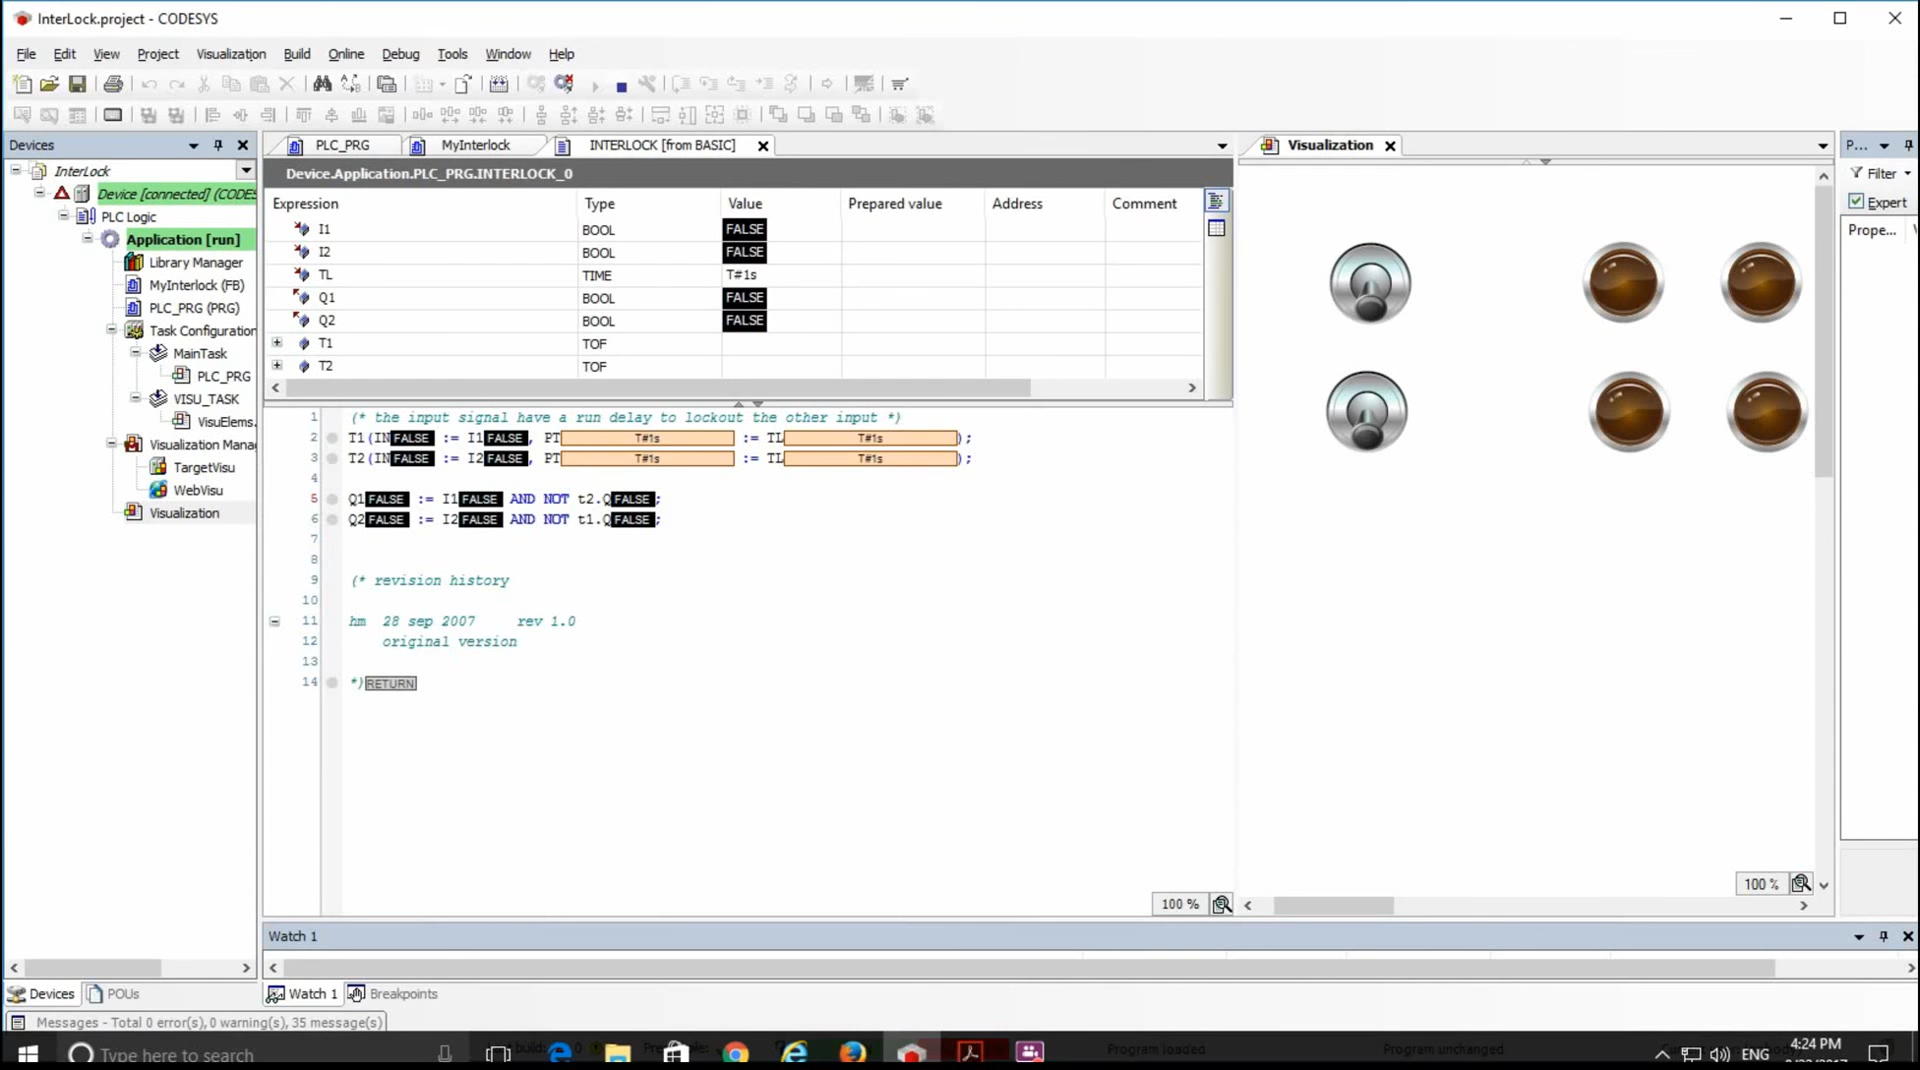 InterLock.project - CODESYS
File Edit View Project Visualization Build Online Debug Tools Window Help
Devices
InterLock
Device [connected] (CODES
PLC Logic
Application [run]
Library Manager
MyInterlock (FB)
PLC_PRG (PRG)
Task Configuration
MainTask
PLC_PRG
VISU_TASK
VisuElems.
Visualization Mana
TargetVisu
WebVisu
Visualization
Devices POUs
PLC_PRG MyInterlock INTERLOCK [from BASIC]
Device.Application.PLC_PRG.INTERLOCK_0
Expression Type Value Prepared value Address Comment
I1 BOOL FALSE
I2 BOOL FALSE
TL TIME T#1s
Q1 BOOL FALSE
Q2 BOOL FALSE
T1 TOF
T2 TOF
1 (* the input signal have a run delay to lockout the other input *)
2 T1(IN FALSE := I1 FALSE, PT T#1s := TL T#1s );
3 T2(IN FALSE := I2 FALSE, PT T#1s := TL T#1s );
4
5 Q1 FALSE := I1 FALSE AND NOT t2.Q FALSE;
6 Q2 FALSE := I2 FALSE AND NOT t1.Q FALSE;
7
8
9 (* revision history
10
11 hm 28 sep 2007 rev 1.0
12 original version
13
14 *)RETURN
100 %
Visualization
100 %
P...
Filter
Expert
Prope...
Watch 1
Watch 1 Breakpoints
Messages - Total 0 error(s), 0 warning(s), 35 message(s)
Type here to search
Program loaded
Program unchanged
ENG
4:24 PM